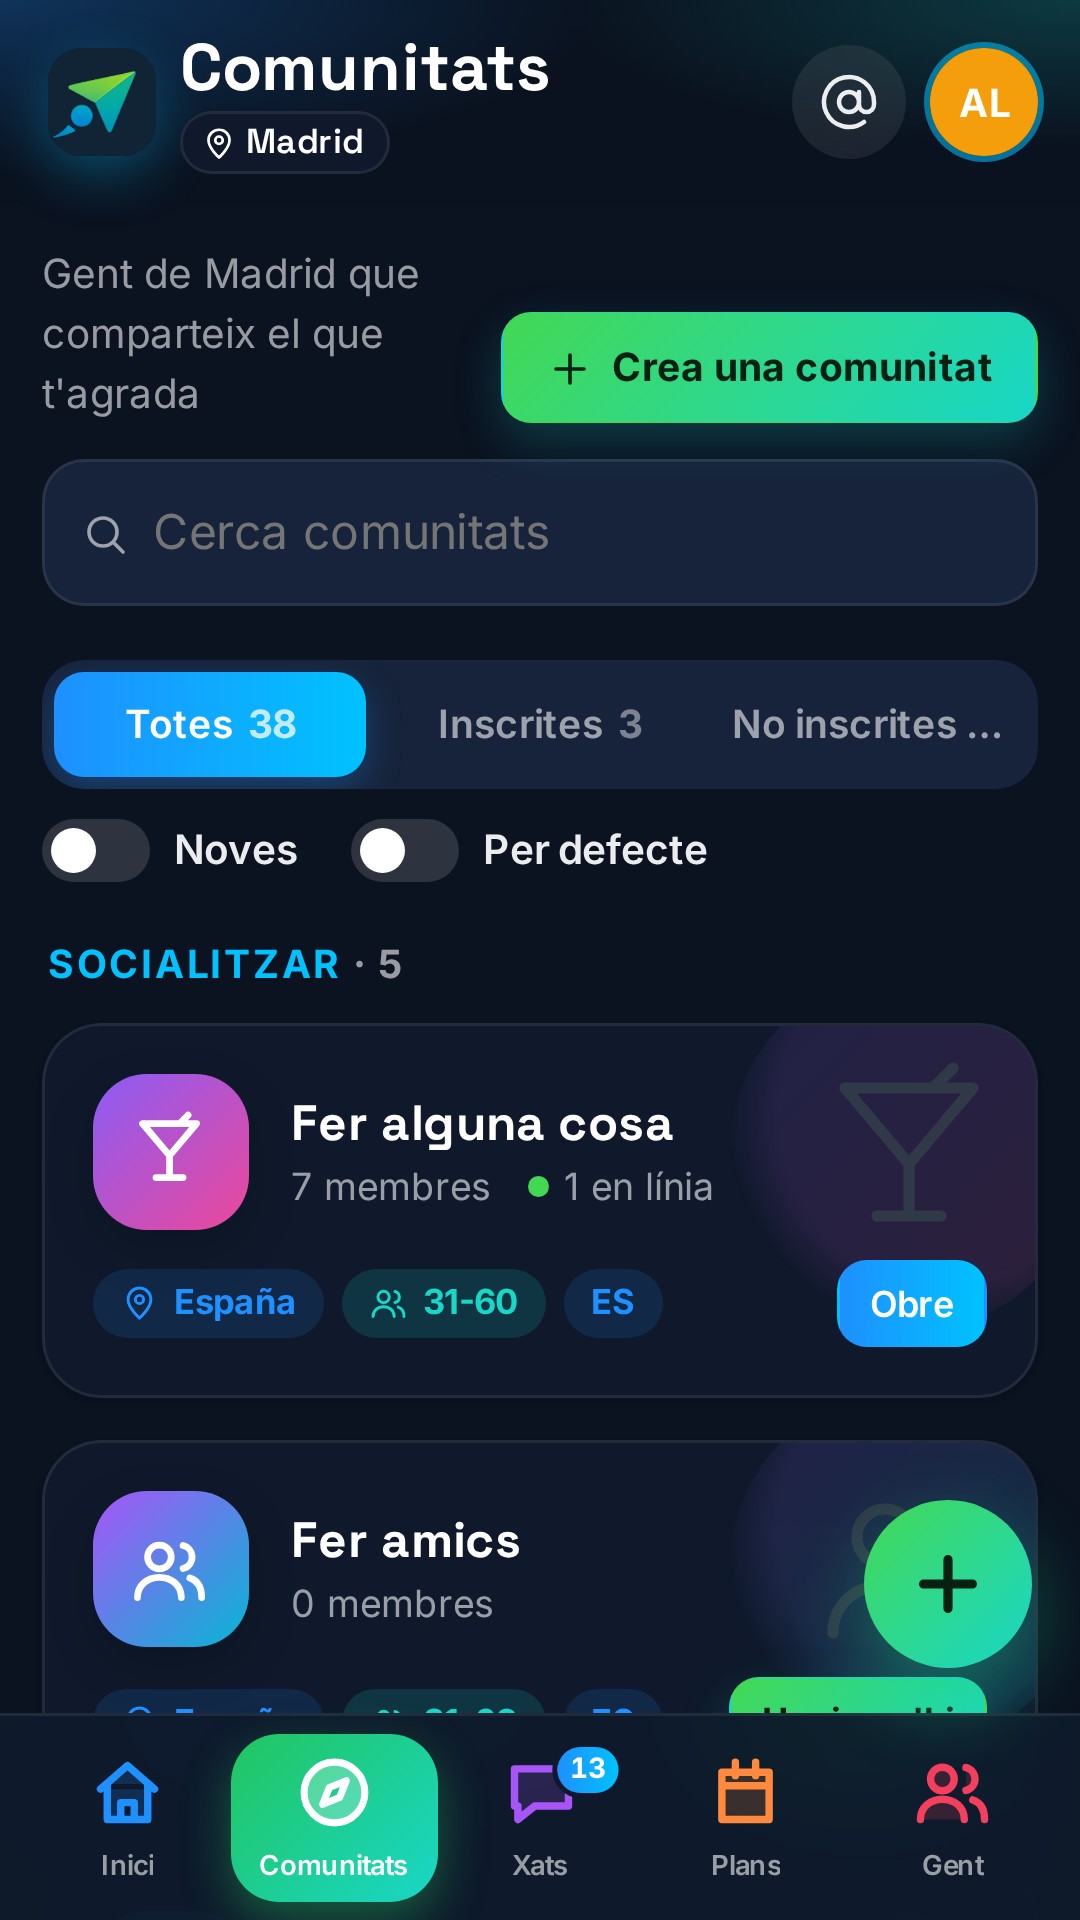 Comunitats
Madrid
AL
Gent de Madrid que
comparteix el que
t'agrada
+ Crea una comunitat
Cerca comunitats
Totes 38
Inscrites 3
No inscrites ...
Noves
Per defecte
SOCIALITZAR · 5
Fer alguna cosa
7 membres
1 en línia
España
31-60
ES
Obre
Fer amics
0 membres
13
Inici
Comunitats
Xats
Plans
Gent